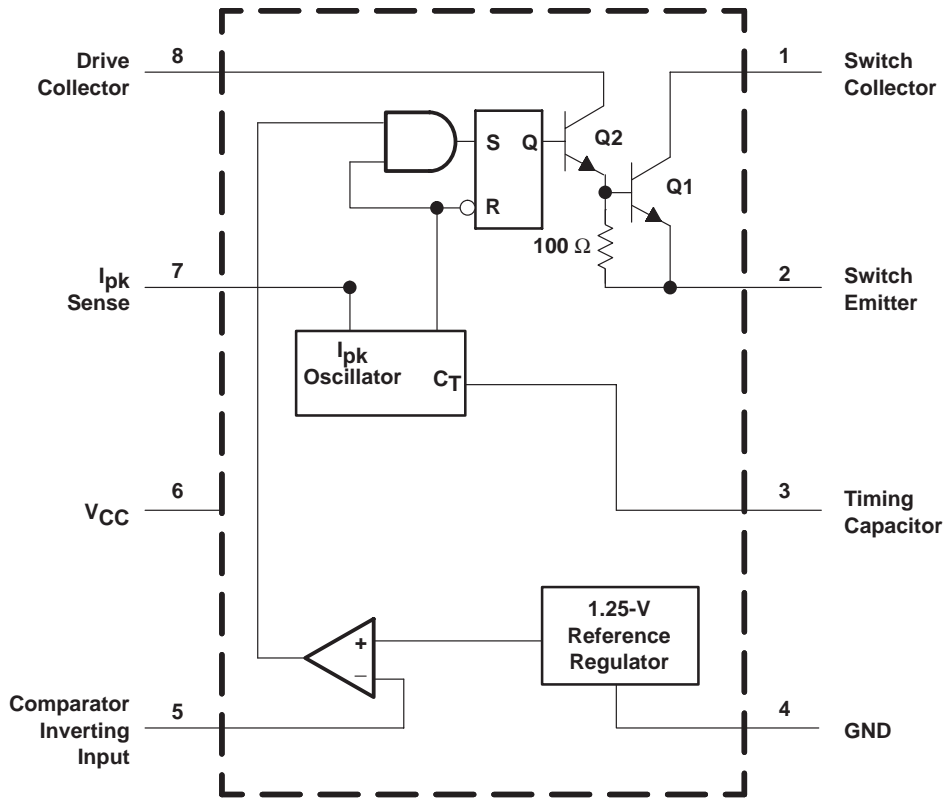 Drive
Collector
8
1
Switch
Collector
S
Q
Q2
Q1
R
100 Ω
Ipk
Sense
7
2
Switch
Emitter
Ipk
Oscillator
CT
6
VCC
3
Timing
Capacitor
1.25-V
Reference
Regulator
+
–
Comparator
Inverting
Input
5
4
GND